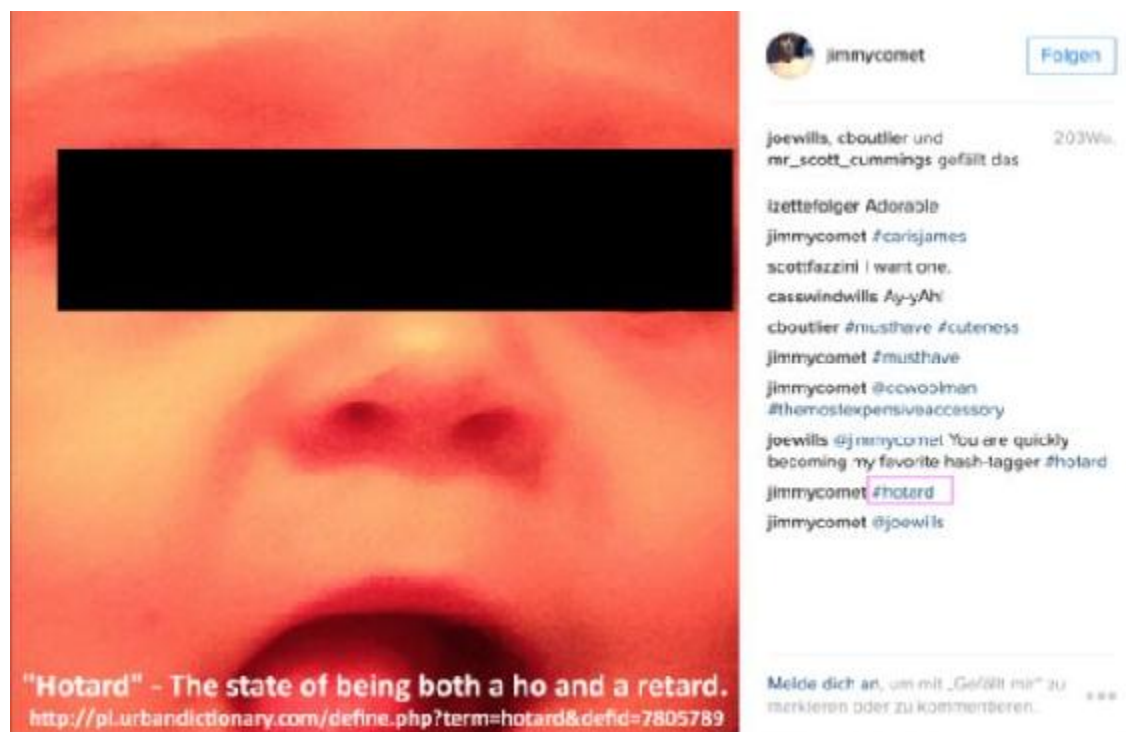 "Hotard" - The state of being both a ho and a retard.
http://pl.urbandictionary.com/define.php?term=hotard&defid=7805789
jimmycomet
Folgen
joewills, cboutlier und
mr_scott_cummings gefällt das
203Wo.
lzettefolger Adorable
jimmycomet #carisjames
scottfazzini I want one.
casswindwills Ay-yAh!
cboutlier #musthave #cuteness
jimmycomet #musthave
jimmycomet @ccwoolman
#themostexpensiveaccessory
joewills @jimmycomet You are quickly
becoming my favorite hash-tagger #hotard
jimmycomet #hotard
jimmycomet @joewills
Melde dich an, um mit „Gefällt mir“ zu
markieren oder zu kommentieren.